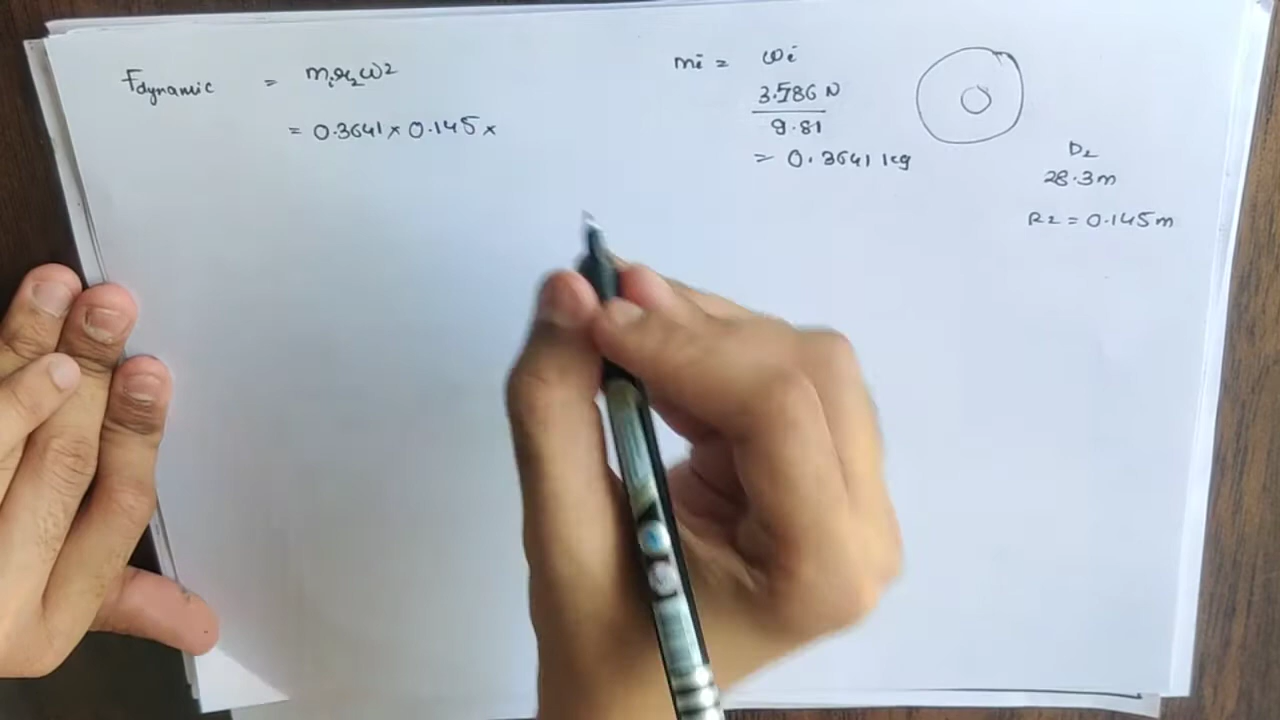 Fdynamic = m₁r₂ω²
= 0.3641 × 0.145 ×
mi = ωi
3.5786 N
9.81
= 0.3641 kg
D₂
28.3m
R₂ = 0.145m